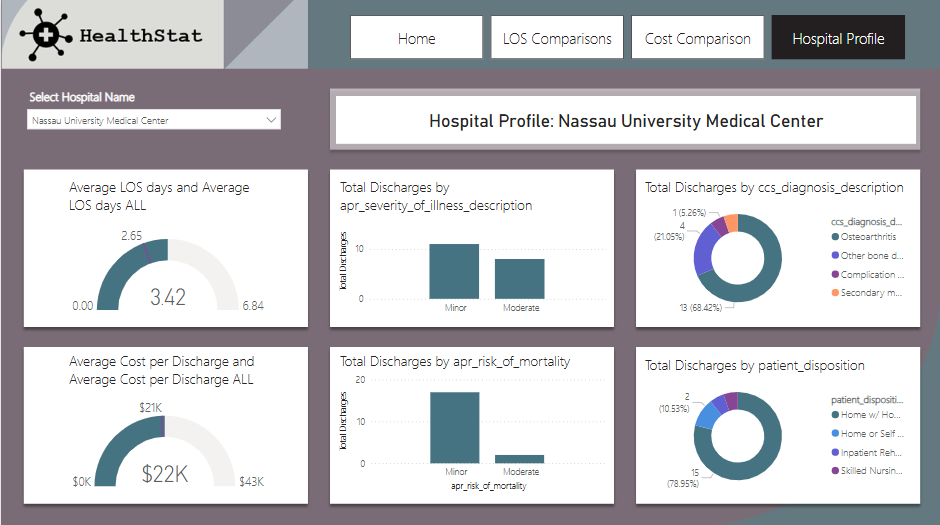 HealthStat
Home
LOS Comparisons
Cost Comparison
Hospital Profile
Select Hospital Name
Nassau University Medical Center
Hospital Profile: Nassau University Medical Center
Average LOS days and Average
LOS days ALL
2.65
0.00
3.42
6.84
Total Discharges by
apr_severity_of_illness_description
Total Discharges
10
0
Minor
Moderate
Total Discharges by ccs_diagnosis_description
1 (5.26%)
4
(21.05%)
13 (68.42%)
ccs_diagnosis_d...
Osteoarthritis
Other bone d...
Complication ...
Secondary m...
Average Cost per Discharge and
Average Cost per Discharge ALL
$21K
$0K
$22K
$43K
Total Discharges by apr_risk_of_mortality
Total Discharges
20
10
0
Minor
Moderate
apr_risk_of_mortality
Total Discharges by patient_disposition
2
(10.53%)
15
(78.95%)
patient_dispositi...
Home w/ Ho...
Home or Self ...
Inpatient Reh...
Skilled Nursin...